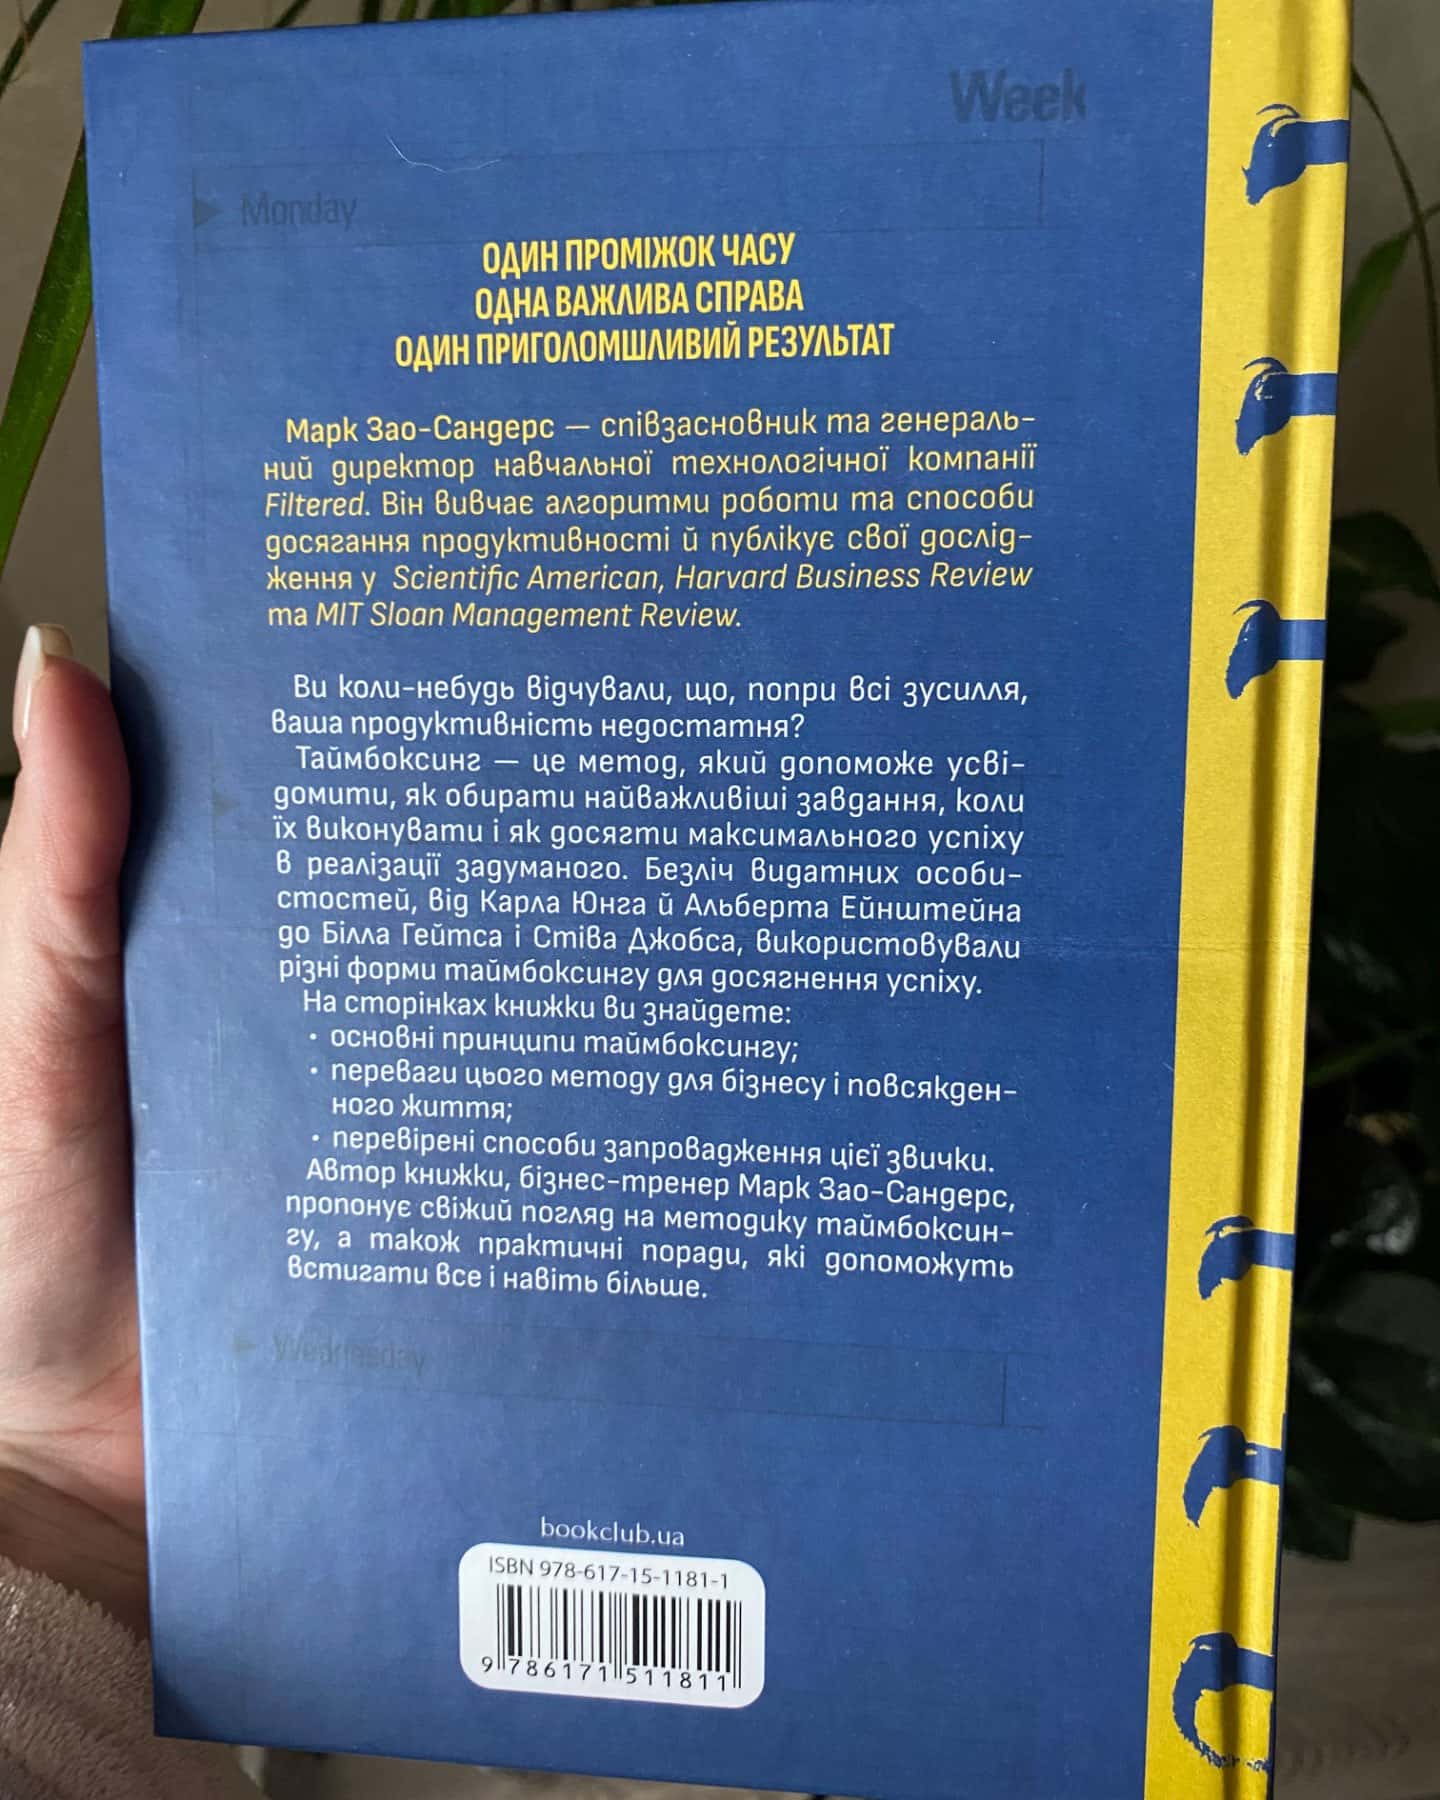 Week
Monday
ОДИН ПРОМІЖОК ЧАСУ
ОДНА ВАЖЛИВА СПРАВА
ОДИН ПРИГОЛОМШЛИВИЙ РЕЗУЛЬТАТ
Марк Зао-Сандерс — співзасновник та генераль-
ний директор навчальної технологічної компанії
Filtered. Він вивчає алгоритми роботи та способи
досягання продуктивності й публікує свої дослід-
ження у Scientific American, Harvard Business Review
та MIT Sloan Management Review.
Ви коли-небудь відчували, що, попри всі зусилля,
ваша продуктивність недостатня?
Таймбоксинг — це метод, який допоможе усві-
домити, як обирати найважливіші завдання, коли
їх виконувати і як досягти максимального успіху
в реалізації задуманого. Безліч видатних особи-
стостей, від Карла Юнга й Альберта Ейнштейна
до Білла Гейтса і Стіва Джобса, використовували
різні форми таймбоксингу для досягнення успіху.
На сторінках книжки ви знайдете:
• основні принципи таймбоксингу;
• переваги цього методу для бізнесу і повсякден-
ного життя;
• перевірені способи запровадження цієї звички.
Автор книжки, бізнес-тренер Марк Зао-Сандерс,
пропонує свіжий погляд на методику таймбоксин-
гу, а також практичні поради, які допоможуть
встигати все і навіть більше.
Wednesday
bookclub.ua
ISBN 978-617-15-1181-1
9 786171 511811